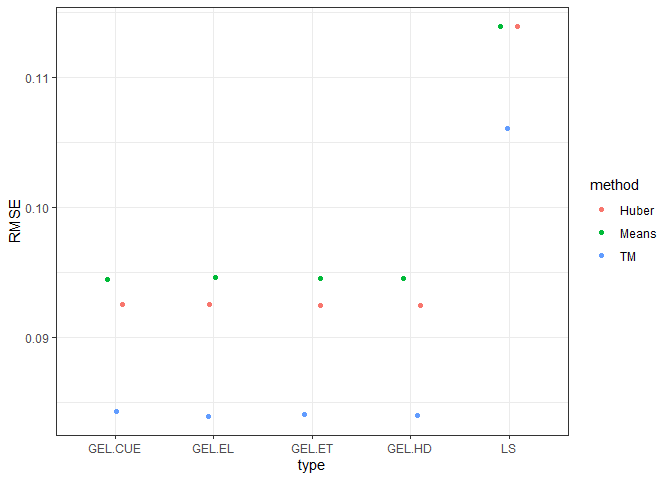 0.11
0.10
0.09
RMSE
GEL.CUE GEL.EL GEL.ET GEL.HD LS
type
method
Huber
Means
TM